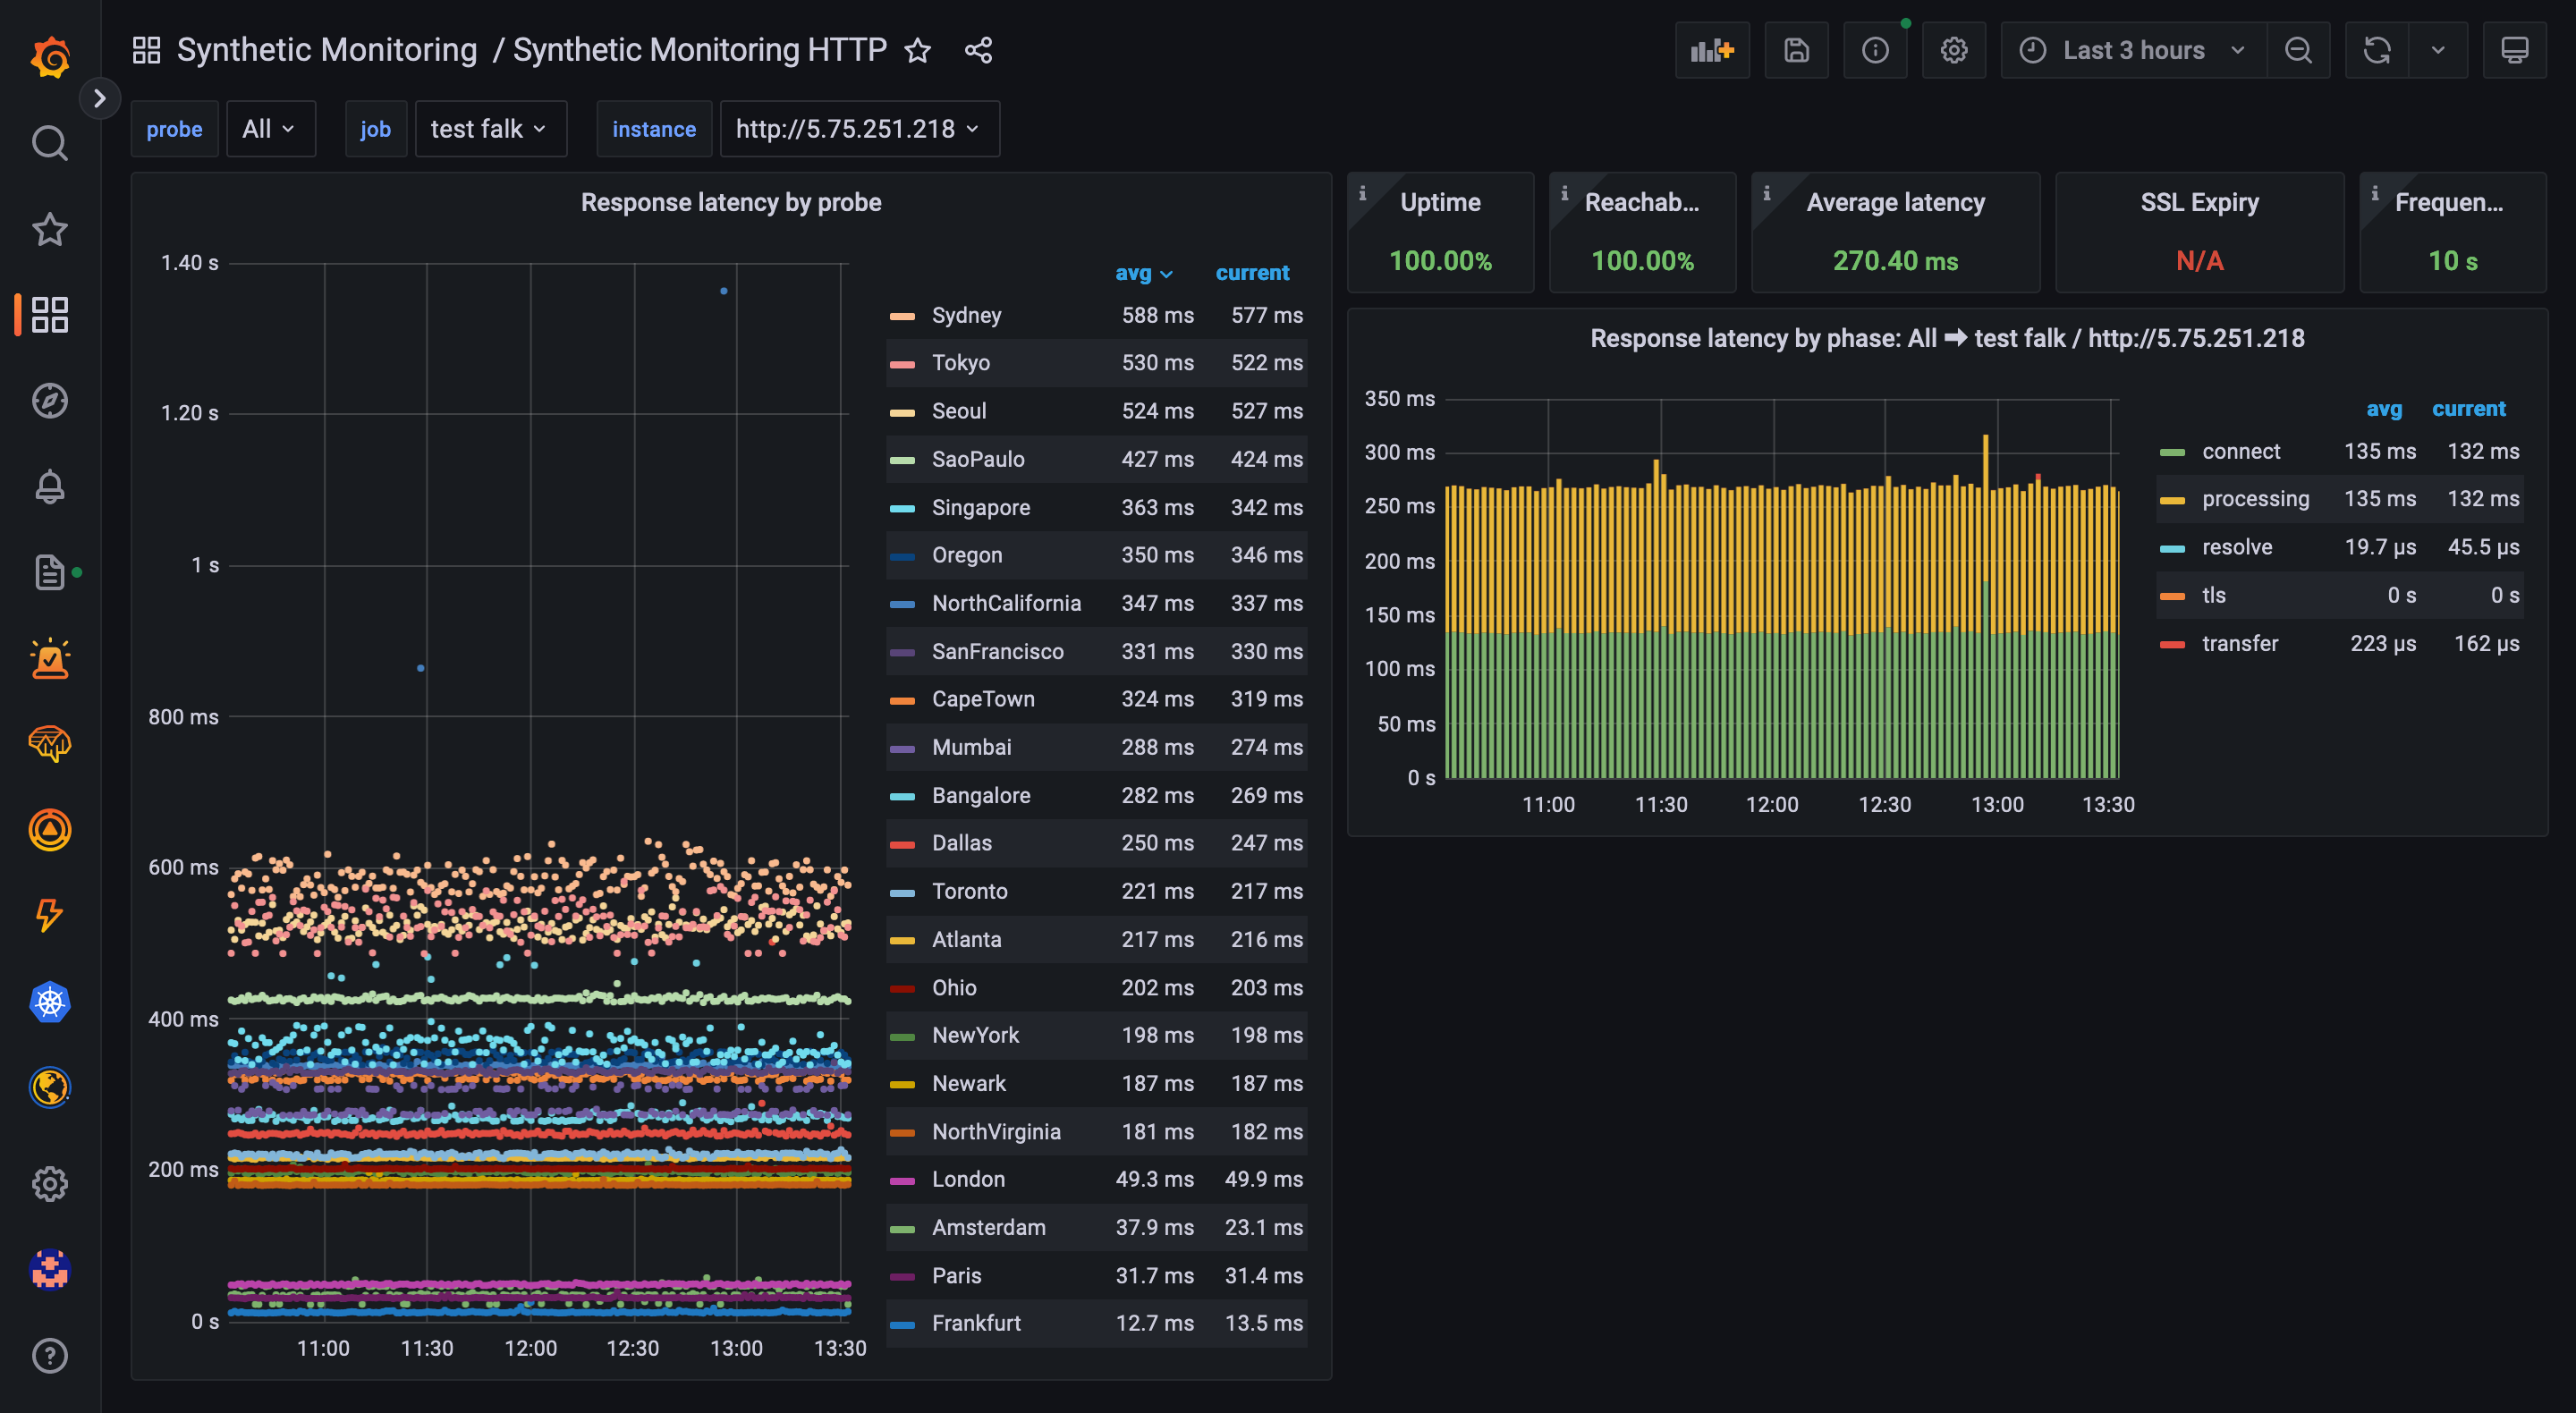 Synthetic Monitoring / Synthetic Monitoring HTTP
Last 3 hours
probe All job test falk instance http://5.75.251.218
Response latency by probe
1.40 s
1.20 s
1 s
800 ms
600 ms
400 ms
200 ms
0 s
11:00 11:30 12:00 12:30 13:00 13:30
avg current
Sydney 588 ms 577 ms
Tokyo 530 ms 522 ms
Seoul 524 ms 527 ms
SaoPaulo 427 ms 424 ms
Singapore 363 ms 342 ms
Oregon 350 ms 346 ms
NorthCalifornia 347 ms 337 ms
SanFrancisco 331 ms 330 ms
CapeTown 324 ms 319 ms
Mumbai 288 ms 274 ms
Bangalore 282 ms 269 ms
Dallas 250 ms 247 ms
Toronto 221 ms 217 ms
Atlanta 217 ms 216 ms
Ohio 202 ms 203 ms
NewYork 198 ms 198 ms
Newark 187 ms 187 ms
NorthVirginia 181 ms 182 ms
London 49.3 ms 49.9 ms
Amsterdam 37.9 ms 23.1 ms
Paris 31.7 ms 31.4 ms
Frankfurt 12.7 ms 13.5 ms
i Uptime
100.00%
i Reachab...
100.00%
i Average latency
270.40 ms
SSL Expiry
N/A
i Frequen...
10 s
Response latency by phase: All ➡ test falk / http://5.75.251.218
350 ms
300 ms
250 ms
200 ms
150 ms
100 ms
50 ms
0 s
11:00 11:30 12:00 12:30 13:00 13:30
avg current
connect 135 ms 132 ms
processing 135 ms 132 ms
resolve 19.7 µs 45.5 µs
tls 0 s 0 s
transfer 223 µs 162 µs